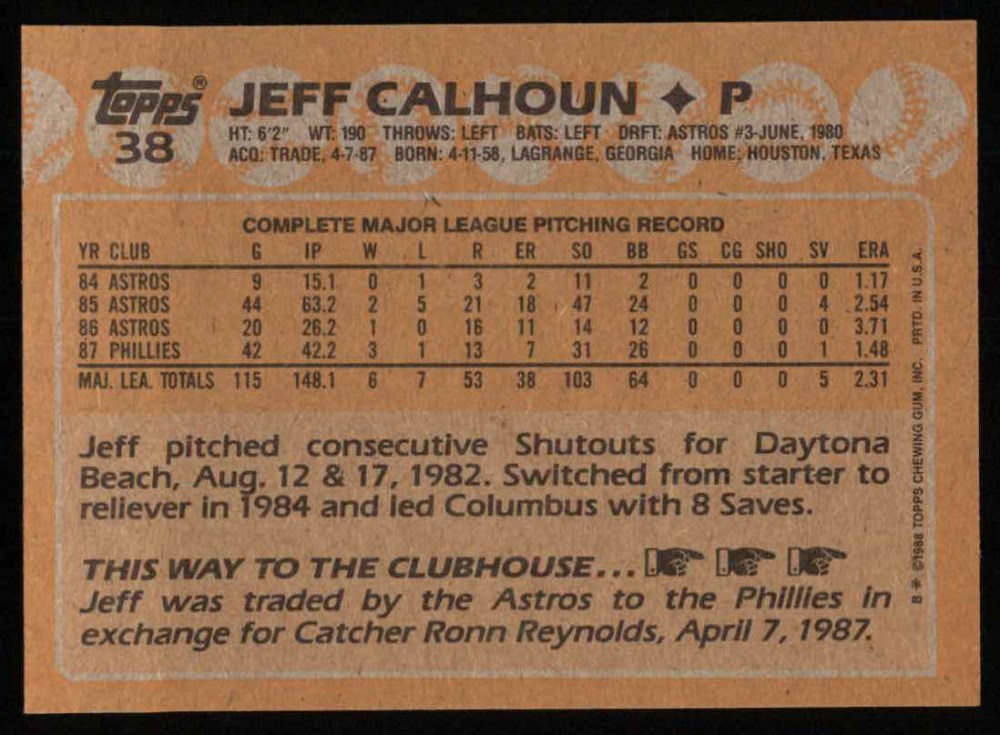 topps® JEFF CALHOUN ✦ P
38
HT: 6'2" WT: 190 THROWS: LEFT BATS: LEFT DRFT: ASTROS #3-JUNE, 1980
ACQ: TRADE, 4-7-87 BORN: 4-11-58, LAGRANGE, GEORGIA HOME: HOUSTON, TEXAS
COMPLETE MAJOR LEAGUE PITCHING RECORD
YR CLUB G IP W L R ER SO BB GS CG SHO SV ERA
84 ASTROS 9 15.1 0 1 3 2 11 2 0 0 0 0 1.17
85 ASTROS 44 63.2 2 5 21 18 47 24 0 0 0 4 2.54
86 ASTROS 20 26.2 1 0 16 11 14 12 0 0 0 0 3.71
87 PHILLIES 42 42.2 3 1 13 7 31 26 0 0 0 1 1.48
MAJ. LEA. TOTALS 115 148.1 6 7 53 38 103 64 0 0 0 5 2.31
Jeff pitched consecutive Shutouts for Daytona
Beach, Aug. 12 & 17, 1982. Switched from starter to
reliever in 1984 and led Columbus with 8 Saves.
THIS WAY TO THE CLUBHOUSE...
Jeff was traded by the Astros to the Phillies in
exchange for Catcher Ronn Reynolds, April 7, 1987.
8 * ©1988 TOPPS CHEWING GUM, INC. PRTD. IN U.S.A.